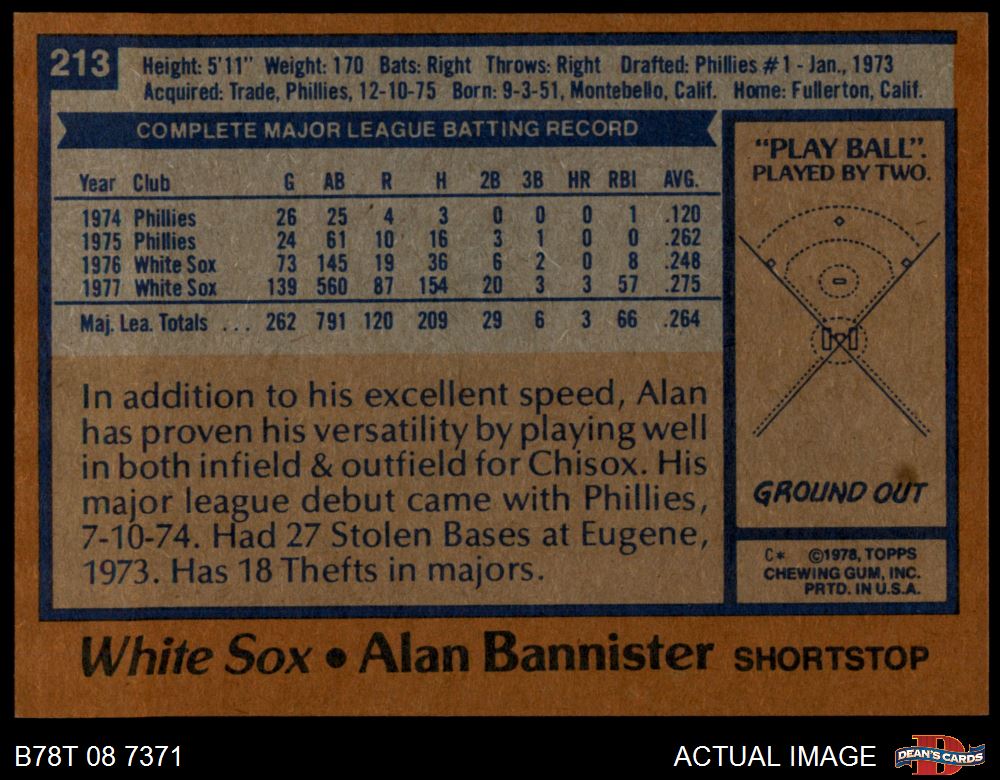 213
Height: 5'11" Weight: 170 Bats: Right Throws: Right Drafted: Phillies #1 - Jan., 1973
Acquired: Trade, Phillies, 12-10-75 Born: 9-3-51, Montebello, Calif. Home: Fullerton, Calif.
COMPLETE MAJOR LEAGUE BATTING RECORD
Year Club G AB R H 2B 3B HR RBI AVG.
1974 Phillies 26 25 4 3 0 0 0 1 .120
1975 Phillies 24 61 10 16 3 1 0 0 .262
1976 White Sox 73 145 19 36 6 2 0 8 .248
1977 White Sox 139 560 87 154 20 3 3 57 .275
Maj. Lea. Totals ... 262 791 120 209 29 6 3 66 .264
In addition to his excellent speed, Alan
has proven his versatility by playing well
in both infield & outfield for Chisox. His
major league debut came with Phillies,
7-10-74. Had 27 Stolen Bases at Eugene,
1973. Has 18 Thefts in majors.
"PLAY BALL".
PLAYED BY TWO.
GROUND OUT
C* ©1978, TOPPS
CHEWING GUM, INC.
PRTD. IN U.S.A.
White Sox • Alan Bannister SHORTSTOP
B78T 08 7371
ACTUAL IMAGE
D
DEAN'S CARDS